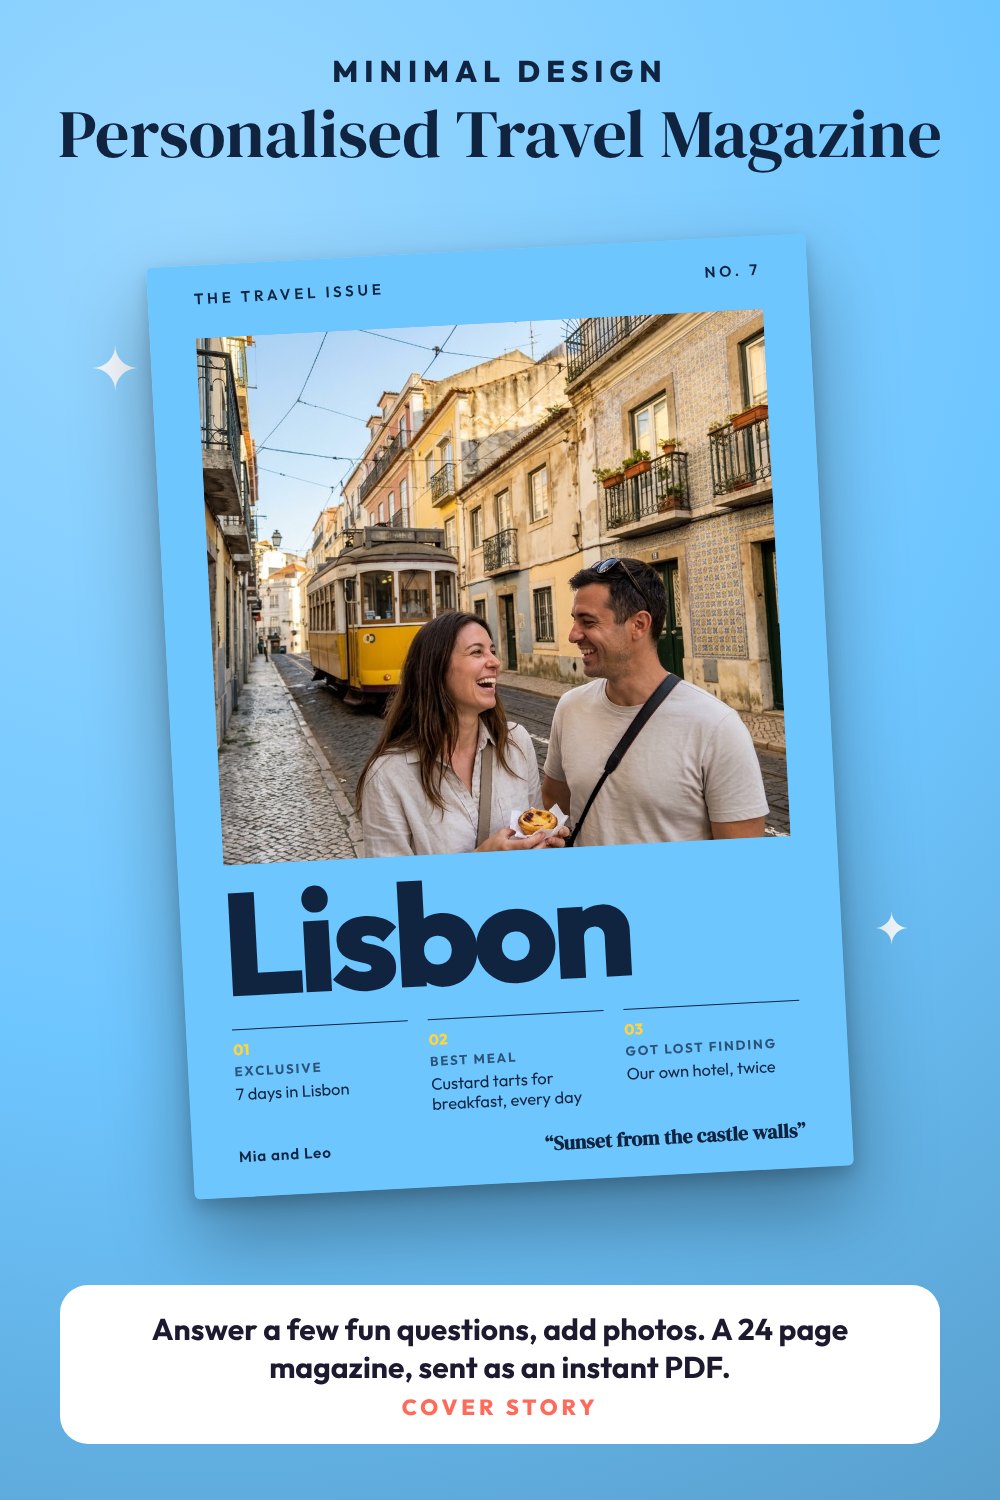 MINIMAL DESIGN
Personalised Travel Magazine
THE TRAVEL ISSUE
NO. 7
Lisbon
01
EXCLUSIVE
7 days in Lisbon
02
BEST MEAL
Custard tarts for
breakfast, every day
03
GOT LOST FINDING
Our own hotel, twice
Mia and Leo
“Sunset from the castle walls”
Answer a few fun questions, add photos. A 24 page
magazine, sent as an instant PDF.
COVER STORY